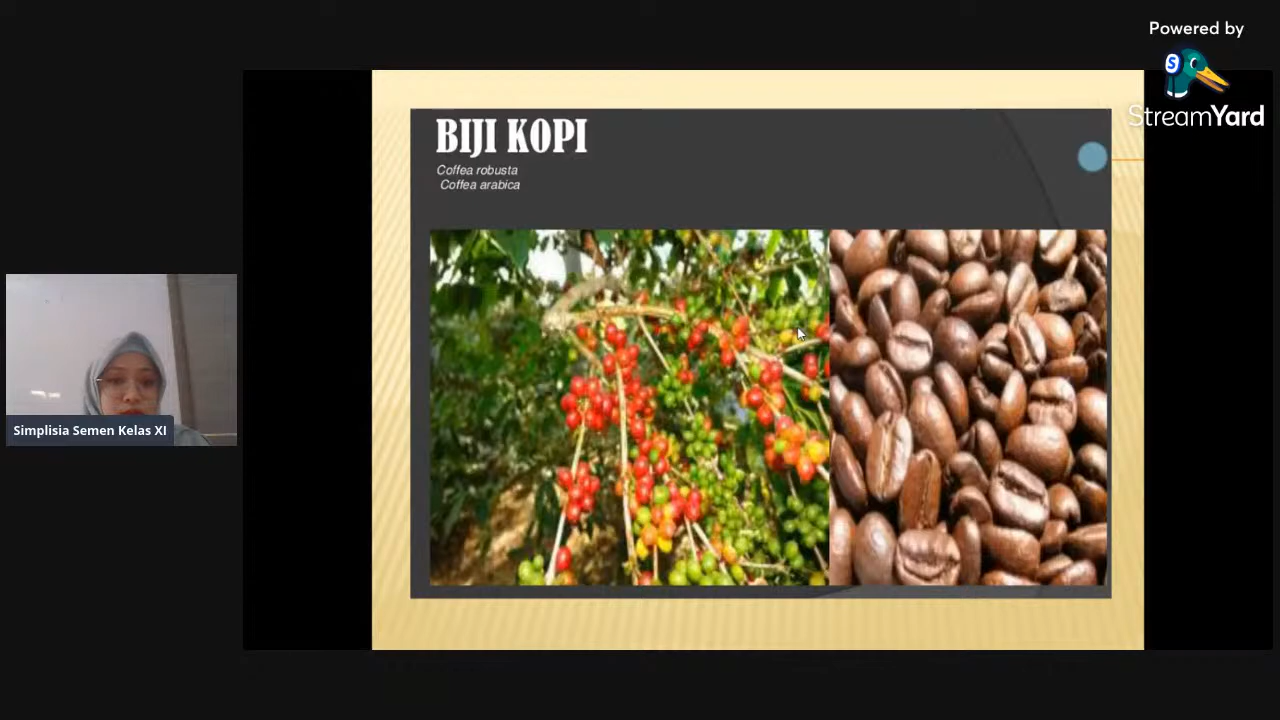 Powered by
StreamYard
BIJI KOPI
Coffea robusta
Coffea arabica
Simplisia Semen Kelas XI